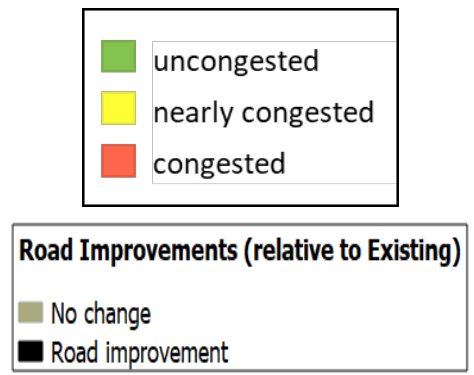 uncongested
nearly congested
congested
Road Improvements (relative to Existing)
No change
Road improvement